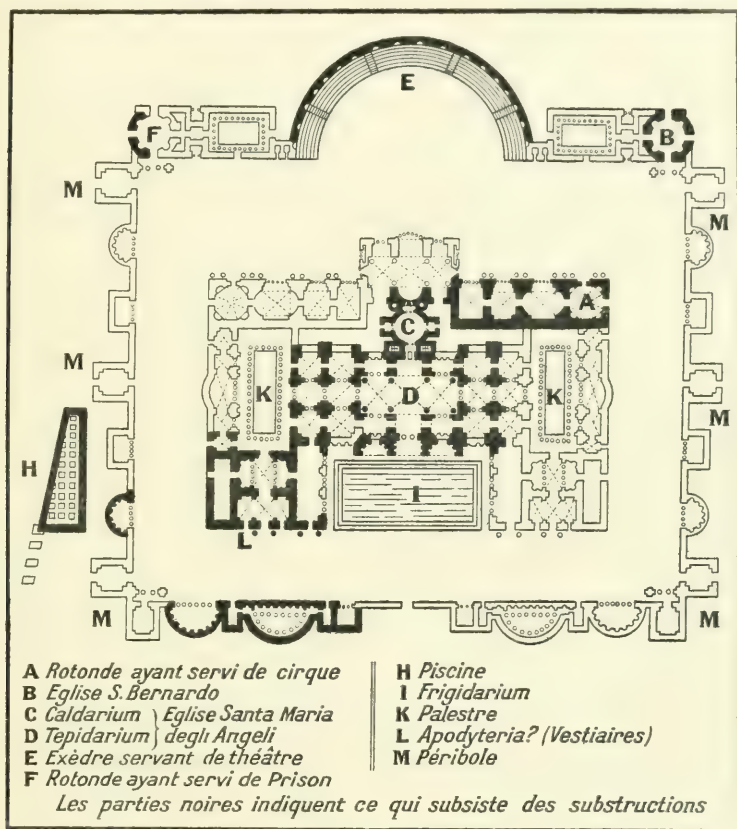 E
F
B
M
M
C
A
M
K
D
K
M
H
I
L
M
M
A Rotonde ayant servi de cirque
B Eglise S. Bernardo
C Caldarium } Eglise Santa Maria
D Tepidarium } degli Angeli
E Exèdre servant de théâtre
F Rotonde ayant servi de Prison
H Piscine
I Frigidarium
K Palestre
L Apodyteria? (Vestiaires)
M Péribole
Les parties noires indiquent ce qui subsiste des substructions